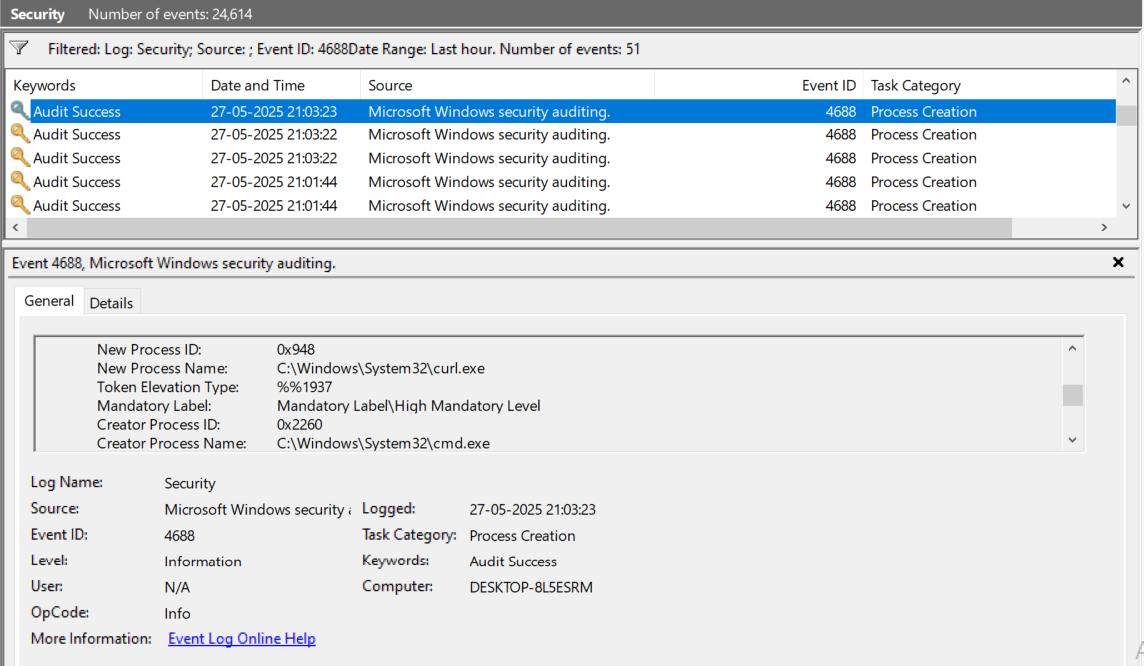 Security Number of events: 24,614
Filtered: Log: Security; Source: ; Event ID: 4688Date Range: Last hour. Number of events: 51
Keywords Date and Time Source Event ID Task Category
Audit Success 27-05-2025 21:03:23 Microsoft Windows security auditing. 4688 Process Creation
Audit Success 27-05-2025 21:03:22 Microsoft Windows security auditing. 4688 Process Creation
Audit Success 27-05-2025 21:03:22 Microsoft Windows security auditing. 4688 Process Creation
Audit Success 27-05-2025 21:01:44 Microsoft Windows security auditing. 4688 Process Creation
Audit Success 27-05-2025 21:01:44 Microsoft Windows security auditing. 4688 Process Creation
Event 4688, Microsoft Windows security auditing.
General Details
New Process ID: 0x948
New Process Name: C:\Windows\System32\curl.exe
Token Elevation Type: %%1937
Mandatory Label: Mandatory Label\High Mandatory Level
Creator Process ID: 0x2260
Creator Process Name: C:\Windows\System32\cmd.exe
Log Name: Security
Source: Microsoft Windows security Logged: 27-05-2025 21:03:23
Event ID: 4688 Task Category: Process Creation
Level: Information Keywords: Audit Success
User: N/A Computer: DESKTOP-8L5ESRM
OpCode: Info
More Information: Event Log Online Help